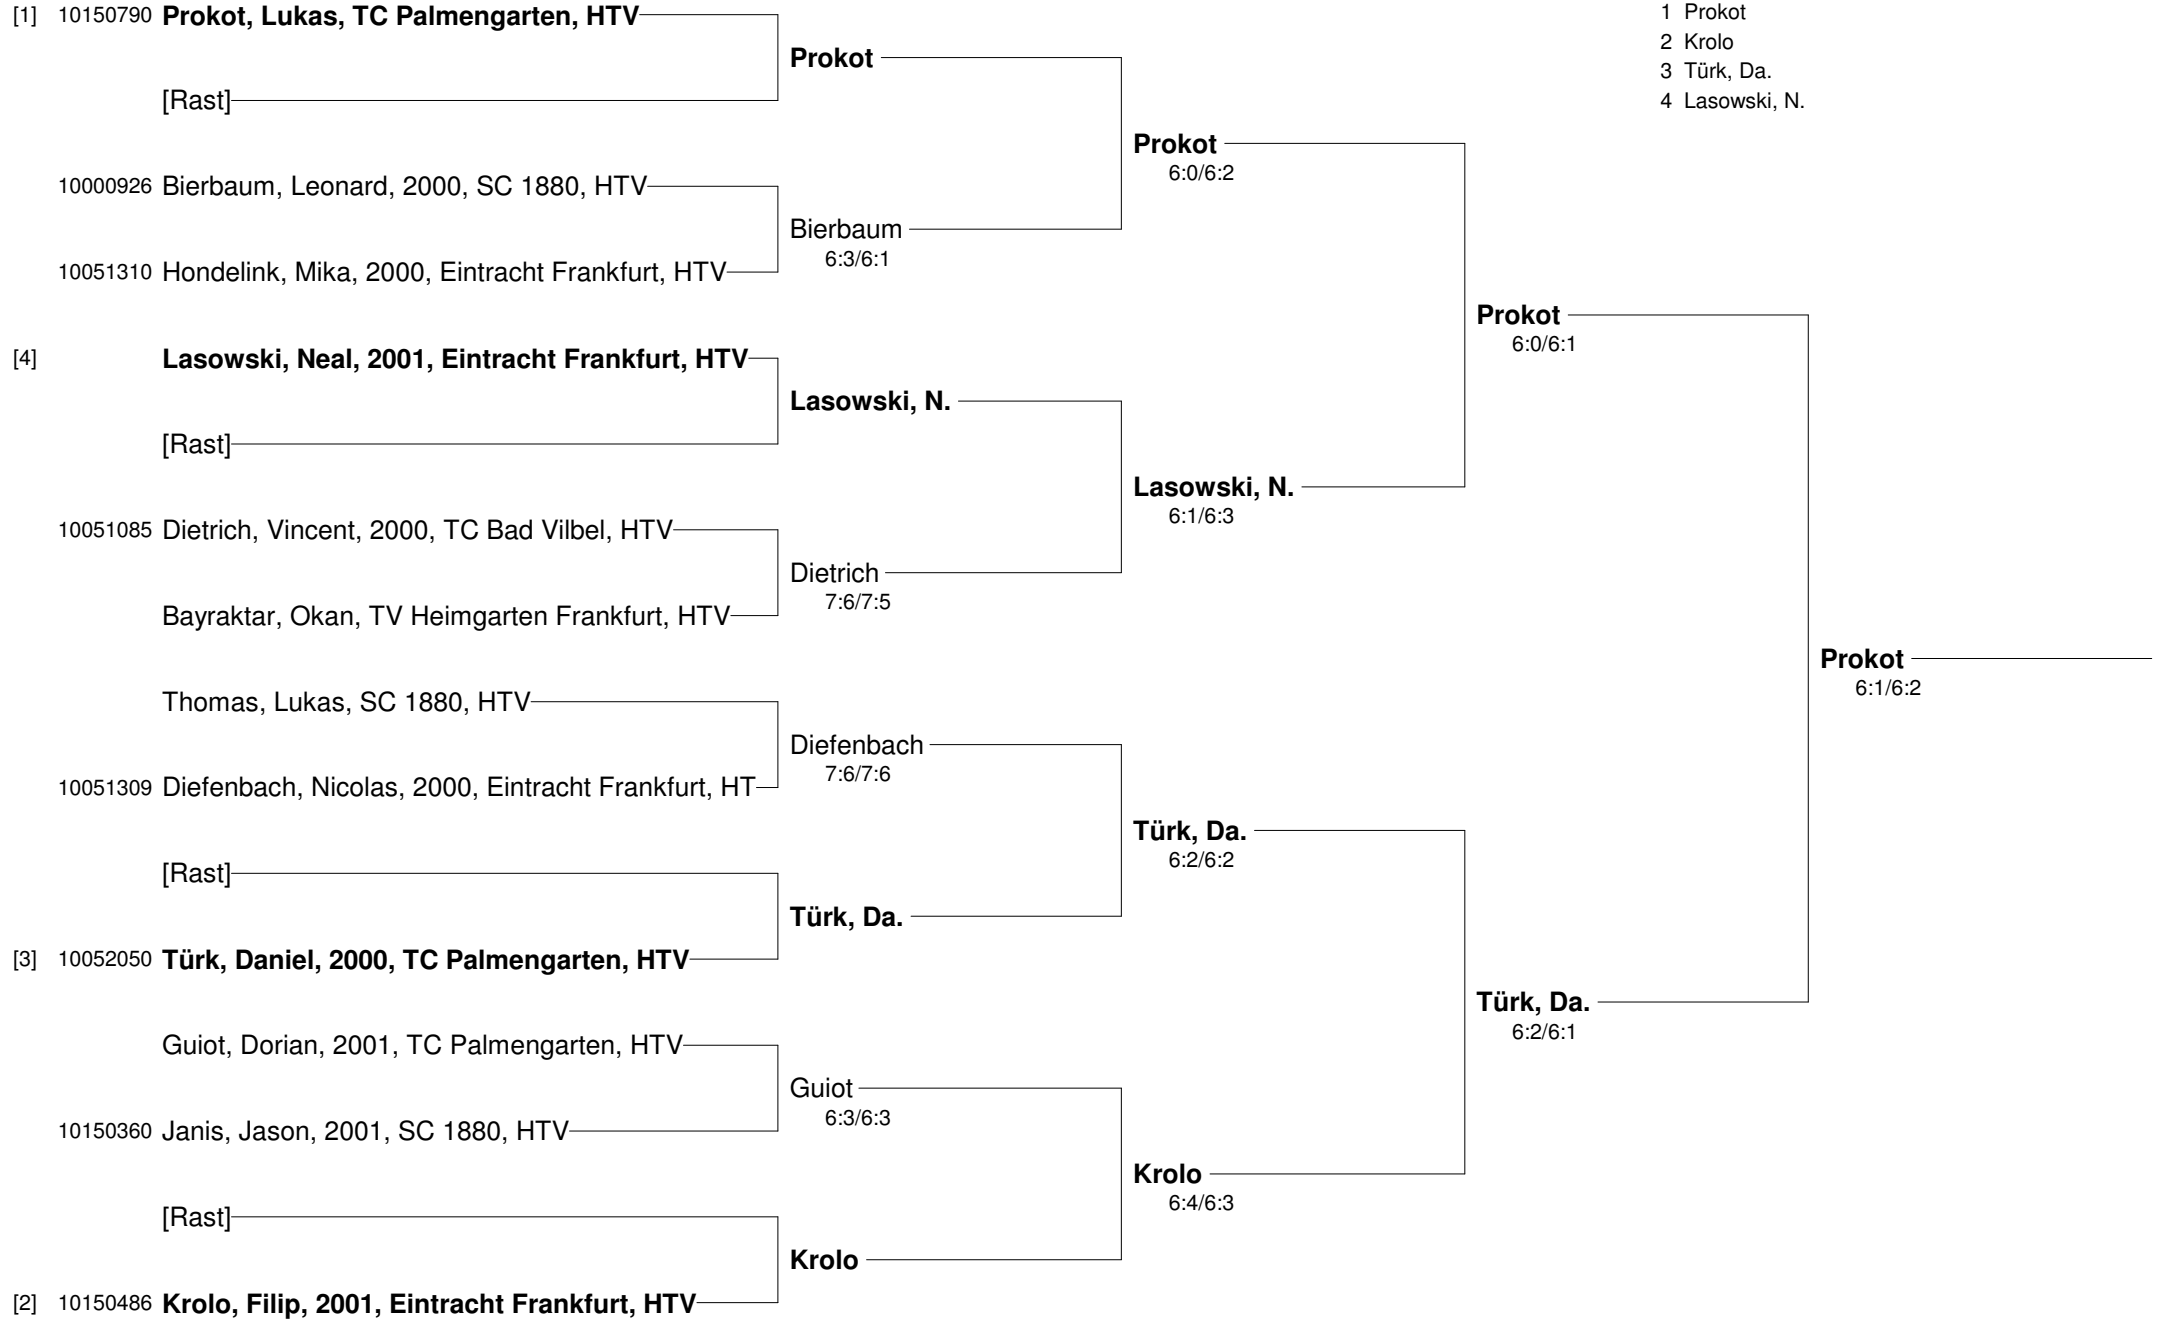 [1] 10150790 Prokot, Lukas, TC Palmengarten, HTV
[Rast]
10000926 Bierbaum, Leonard, 2000, SC 1880, HTV
10051310 Hondelink, Mika, 2000, Eintracht Frankfurt, HTV
[4] Lasowski, Neal, 2001, Eintracht Frankfurt, HTV
[Rast]
10051085 Dietrich, Vincent, 2000, TC Bad Vilbel, HTV
Bayraktar, Okan, TV Heimgarten Frankfurt, HTV
Thomas, Lukas, SC 1880, HTV
10051309 Diefenbach, Nicolas, 2000, Eintracht Frankfurt, HT
[Rast]
[3] 10052050 Türk, Daniel, 2000, TC Palmengarten, HTV
Guiot, Dorian, 2001, TC Palmengarten, HTV
10150360 Janis, Jason, 2001, SC 1880, HTV
[Rast]
[2] 10150486 Krolo, Filip, 2001, Eintracht Frankfurt, HTV
Prokot
Bierbaum
6:3/6:1
Lasowski, N.
Dietrich
7:6/7:5
Diefenbach
7:6/7:6
Türk, Da.
Guiot
6:3/6:3
Krolo
Prokot
6:0/6:2
Lasowski, N.
6:1/6:3
Türk, Da.
6:2/6:2
Krolo
6:4/6:3
Prokot
6:0/6:1
Türk, Da.
6:2/6:1
Prokot
6:1/6:2
1 Prokot
2 Krolo
3 Türk, Da.
4 Lasowski, N.